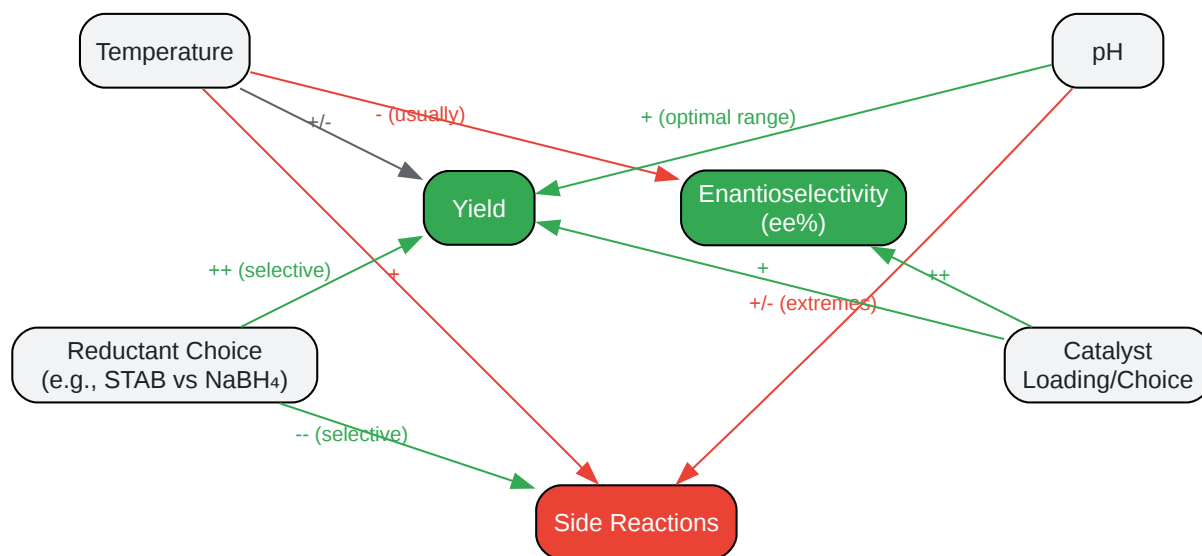 Temperature
pH
- (usually)
+/-
+ (optimal range)
Yield
Enantioselectivity
(ee%)
++ (selective)
+
+
++
+/- (extremes)
Reductant Choice
(e.g., STAB vs NaBH₄)
Catalyst
Loading/Choice
-- (selective)
Side Reactions